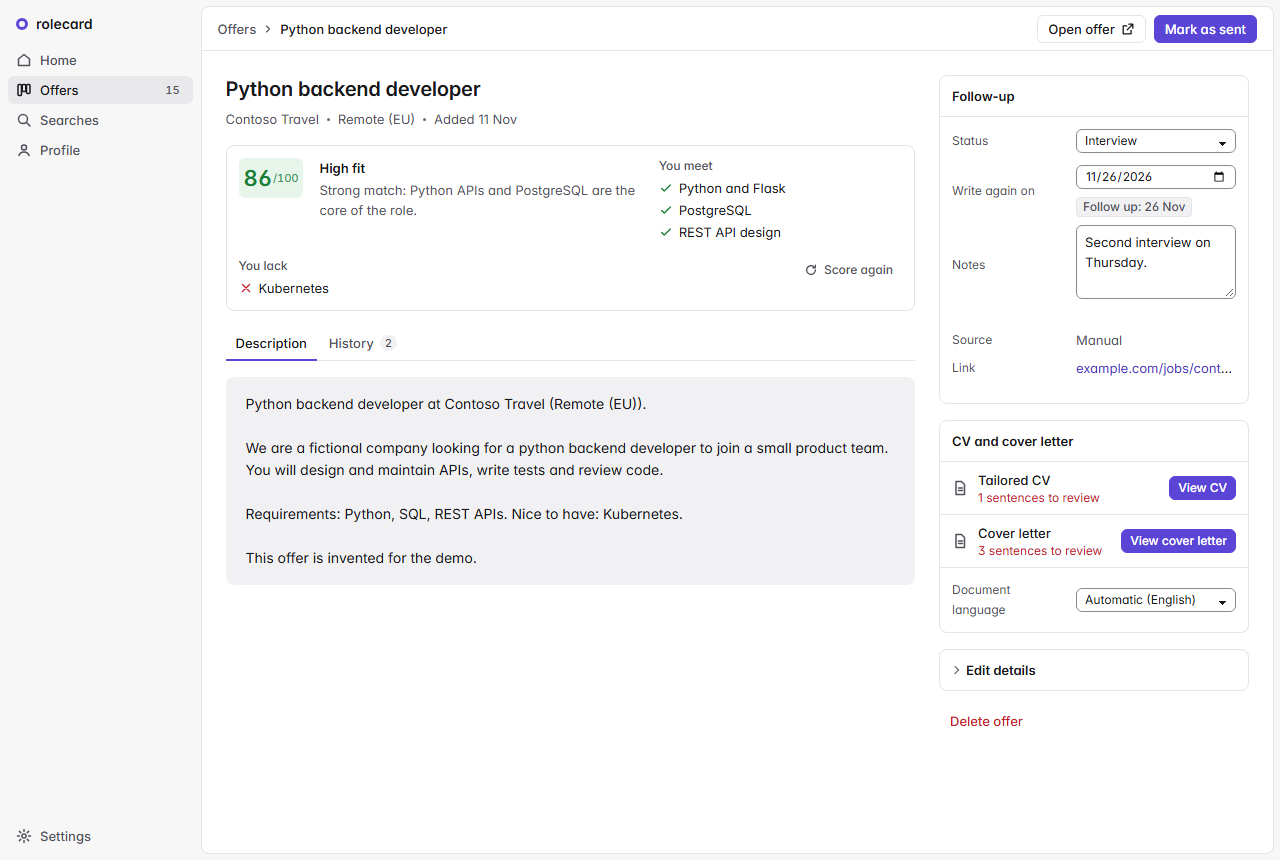 rolecard
Home
Offers 15
Searches
Profile
Settings
Offers > Python backend developer
Open offer
Mark as sent
Python backend developer
Contoso Travel • Remote (EU) • Added 11 Nov
86/100
High fit
Strong match: Python APIs and PostgreSQL are the
core of the role.
You meet
Python and Flask
PostgreSQL
REST API design
You lack
Kubernetes
Score again
Description
History 2
Python backend developer at Contoso Travel (Remote (EU)).
We are a fictional company looking for a python backend developer to join a small product team.
You will design and maintain APIs, write tests and review code.
Requirements: Python, SQL, REST APIs. Nice to have: Kubernetes.
This offer is invented for the demo.
Follow-up
Status
Interview
Write again on
11/26/2026
Follow up: 26 Nov
Notes
Second interview on
Thursday.
Source
Manual
Link
example.com/jobs/cont...
CV and cover letter
Tailored CV
1 sentences to review
View CV
Cover letter
3 sentences to review
View cover letter
Document
language
Automatic (English)
Edit details
Delete offer